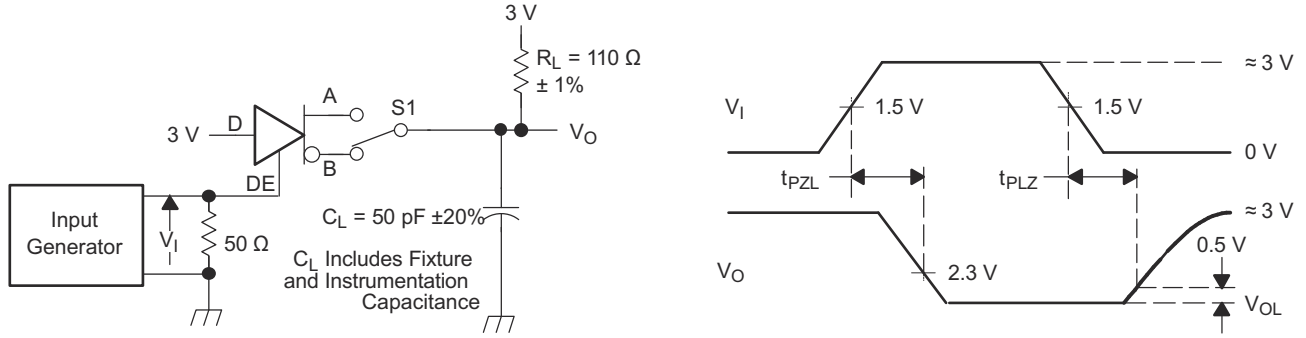 3 V
R_L = 110 Ω
± 1%
A
S1
3 V
D
V_O
B
DE
Input
Generator
V_I
50 Ω
C_L = 50 pF ±20%
C_L Includes Fixture
and Instrumentation
Capacitance
≈ 3 V
V_I
1.5 V
1.5 V
0 V
t_PZL
t_PLZ
≈ 3 V
0.5 V
V_O
2.3 V
V_OL